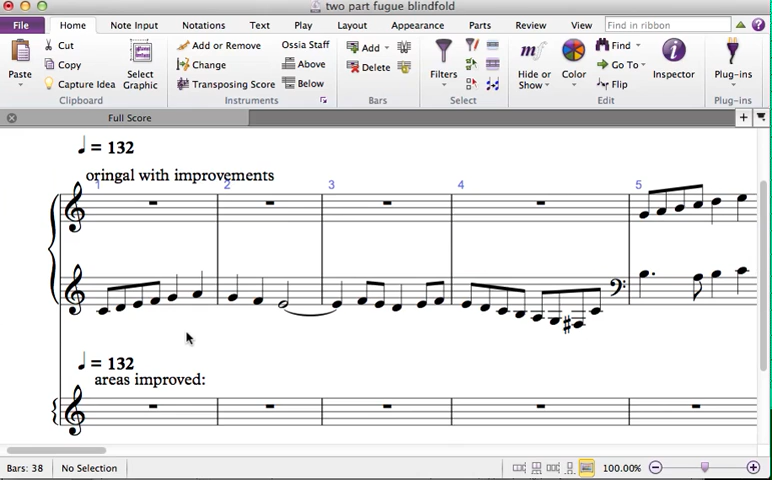 two part fugue blindfold
File Home Note Input Notations Text Play Layout Appearance Parts Review View Find in ribbon
Paste Cut Copy Capture Idea Select Graphic Add or Remove Change Transposing Score Ossia Staff Above Below Add Delete Filters Hide or Show Color Find Go To Flip Inspector Plug-ins
Clipboard Instruments Bars Select Edit Plug-ins
Full Score
= 132
oringal with improvements
1 2 3 4 5
= 132
areas improved:
Bars: 38 No Selection 100.00%